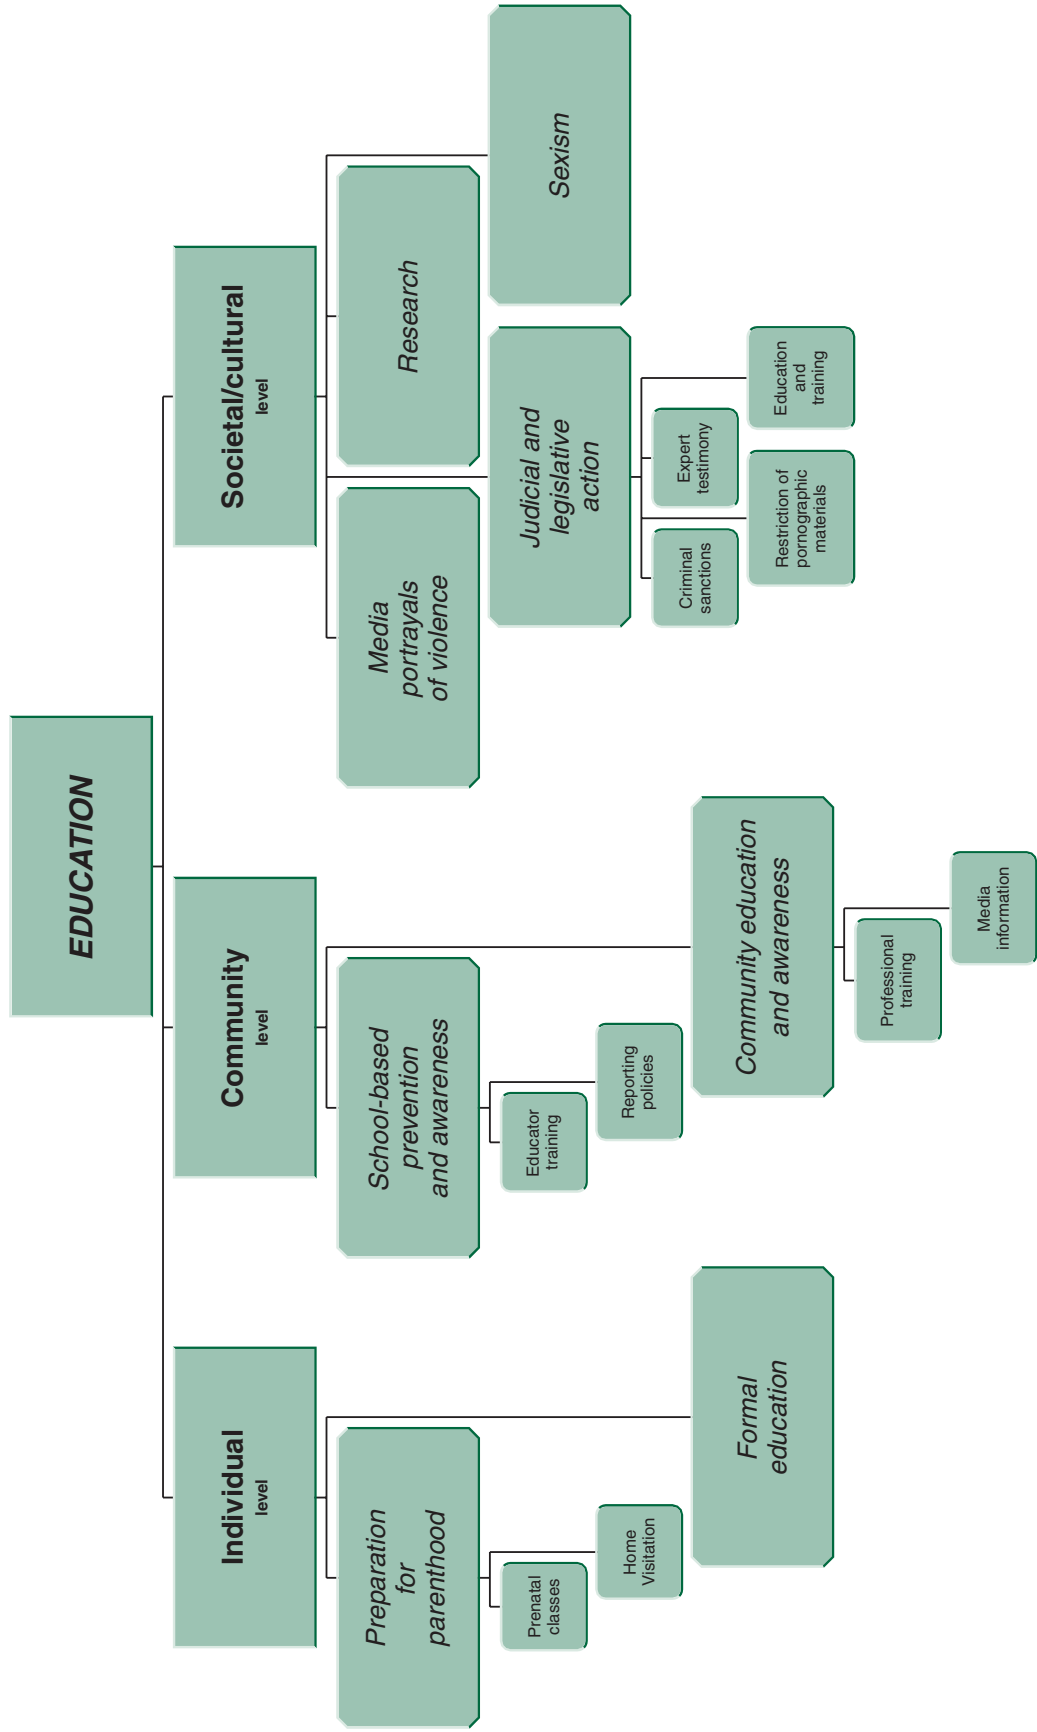 EDUCATION
Individual
level
Preparation
for
parenthood
Prenatal
classes
Home
Visitation
Formal
education
Community
level
School-based
prevention
and awareness
Educator
training
Reporting
policies
Community education
and awareness
Professional
training
Media
information
Societal/cultural
level
Media
portrayals
of violence
Research
Judicial and
legislative
action
Criminal
sanctions
Expert
testimony
Restriction of
pornographic
materials
Education
and
training
Sexism